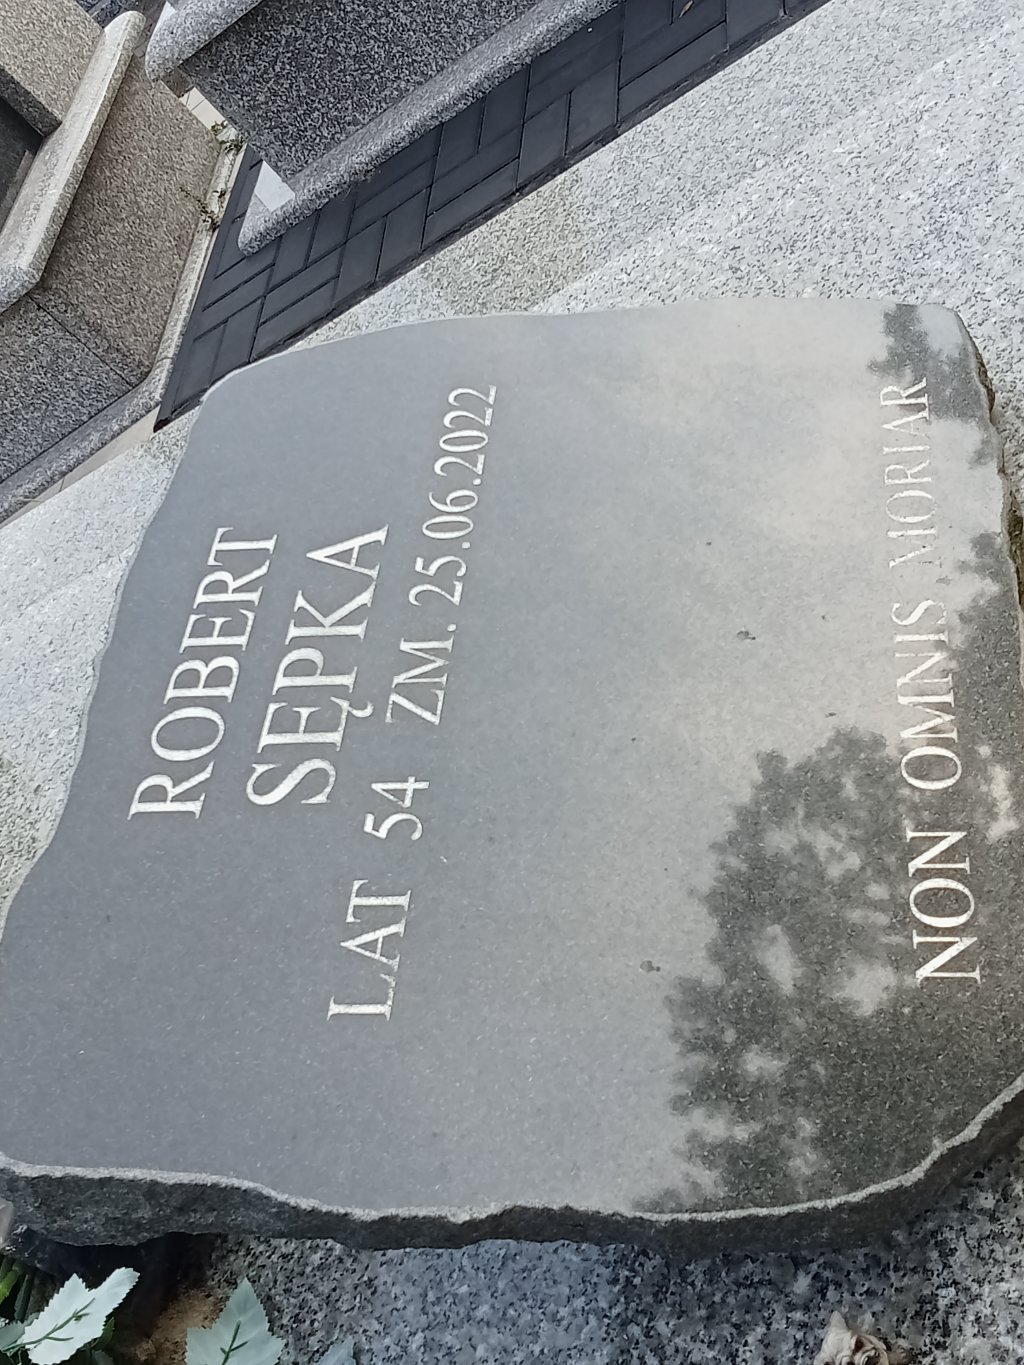 ROBERT
SĘPKA
LAT 54 ZM. 25.06.2022
NON OMNIS MORIAR